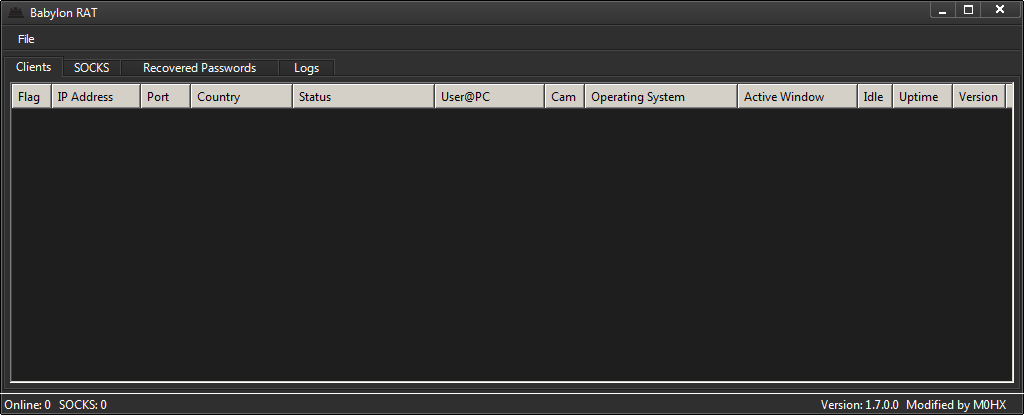 Babylon RAT
File
Clients SOCKS Recovered Passwords Logs
Flag IP Address Port Country Status User@PC Cam Operating System Active Window Idle Uptime Version
Online: 0 SOCKS: 0 Version: 1.7.0.0 Modified by M0HX